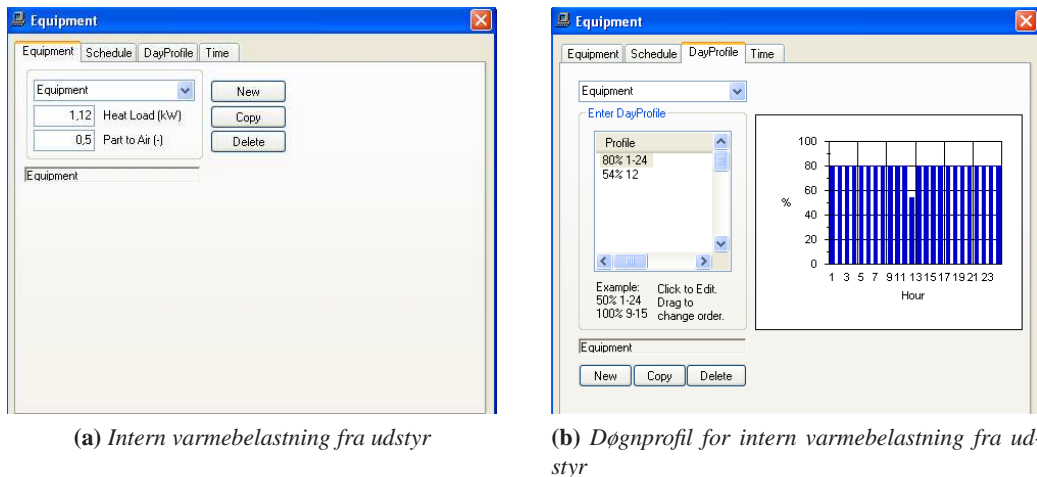 Equipment
Equipment Schedule DayProfile Time
Equipment
New
1,12 Heat Load (kW)
Copy
0,5 Part to Air (-)
Delete
Equipment
(a) Intern varmebelastning fra udstyr
Equipment
Equipment Schedule DayProfile Time
Equipment
Enter DayProfile
Profile
80% 1-24
54% 12
Example:
50% 1-24
100% 9-15
Click to Edit.
Drag to
change order.
100
80
60
40
20
0
%
1 3 5 7 9 11 13 15 17 19 21 23
Hour
Equipment
New Copy Delete
(b) Døgnprofil for intern varmebelastning fra ud-
styr